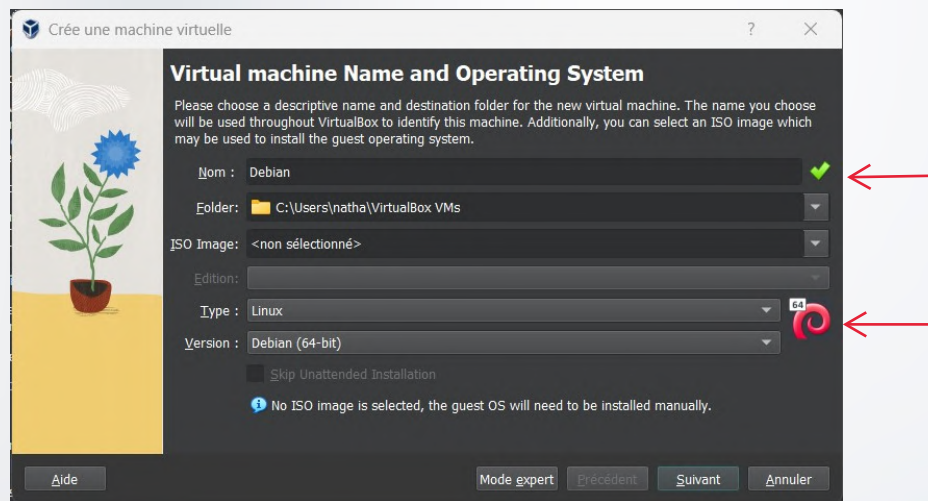 Crée une machine virtuelle
?
Virtual machine Name and Operating System
Please choose a descriptive name and destination folder for the new virtual machine. The name you choose
will be used throughout VirtualBox to identify this machine. Additionally, you can select an ISO image which
may be used to install the guest operating system.
Nom : Debian
Folder: C:\Users\natha\VirtualBox VMs
ISO Image: <non sélectionné>
Edition:
Type : Linux
64
Version : Debian (64-bit)
Skip Unattended Installation
No ISO image is selected, the guest OS will need to be installed manually.
Aide Mode expert Précédent Suivant Annuler